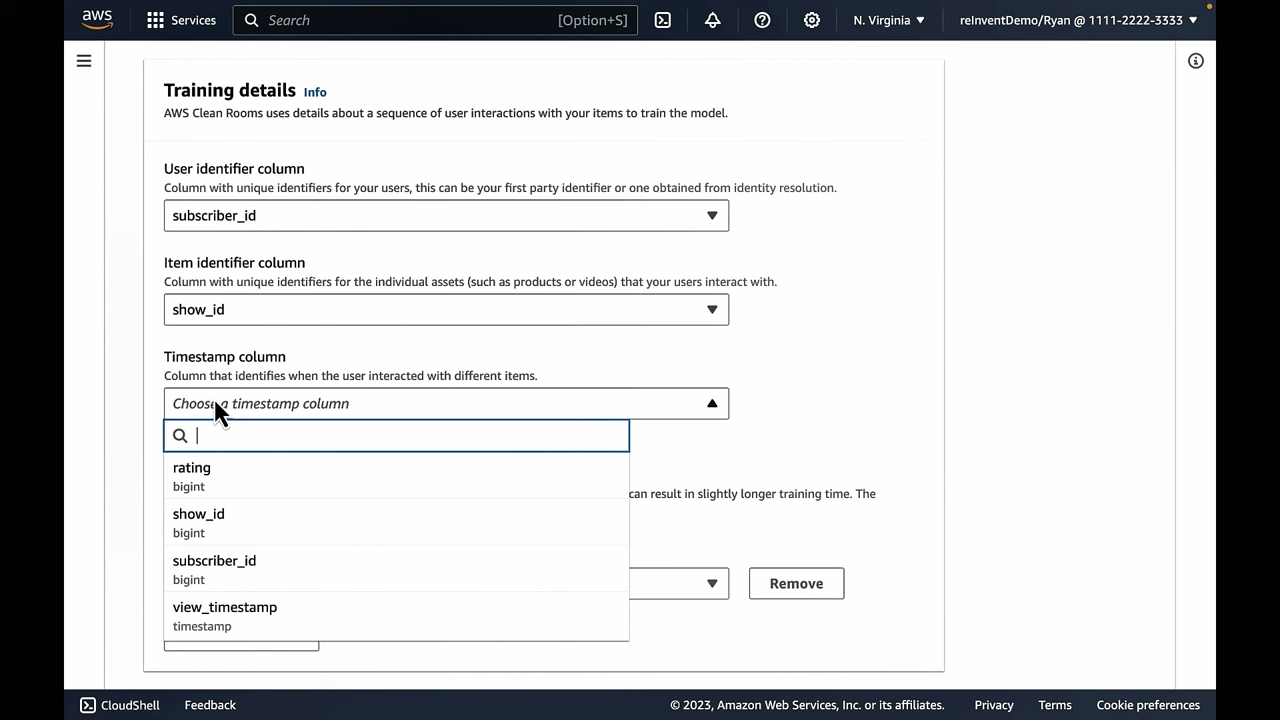 aws Services Search [Option+S] N. Virginia reInventDemo/Ryan @ 1111-2222-3333
Training details Info
AWS Clean Rooms uses details about a sequence of user interactions with your items to train the model.
User identifier column
Column with unique identifiers for your users, this can be your first party identifier or one obtained from identity resolution.
subscriber_id
Item identifier column
Column with unique identifiers for the individual assets (such as products or videos) that your users interact with.
show_id
Timestamp column
Column that identifies when the user interacted with different items.
Choose a timestamp column
rating
bigint
can result in slightly longer training time. The
show_id
bigint
subscriber_id
bigint
Remove
view_timestamp
timestamp
CloudShell Feedback © 2023, Amazon Web Services, Inc. or its affiliates. Privacy Terms Cookie preferences